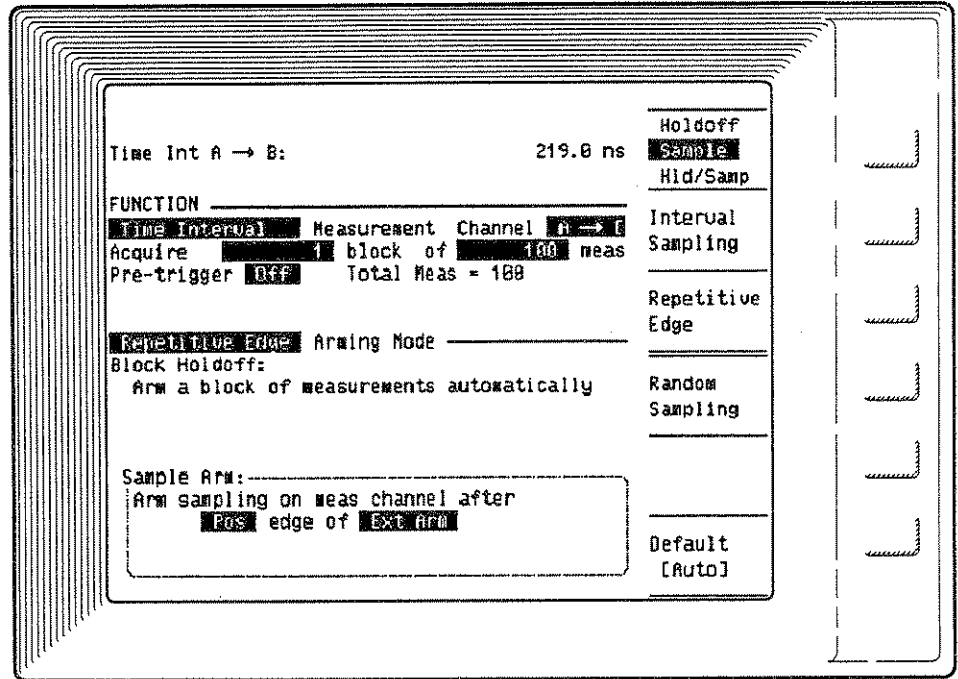 Time Int A → B: 219.0 ns
FUNCTION
Time Interval Measurement Channel A → B
Acquire 1 block of 100 meas
Pre-trigger Off Total Meas = 100
Repetitive Edge Arming Mode
Block Holdoff:
Arm a block of measurements automatically
Sample Arm:
Arm sampling on meas channel after
Pos edge of Ext Arm
Holdoff
Sample
Hld/Samp
Interval
Sampling
Repetitive
Edge
Random
Sampling
Default
[Auto]